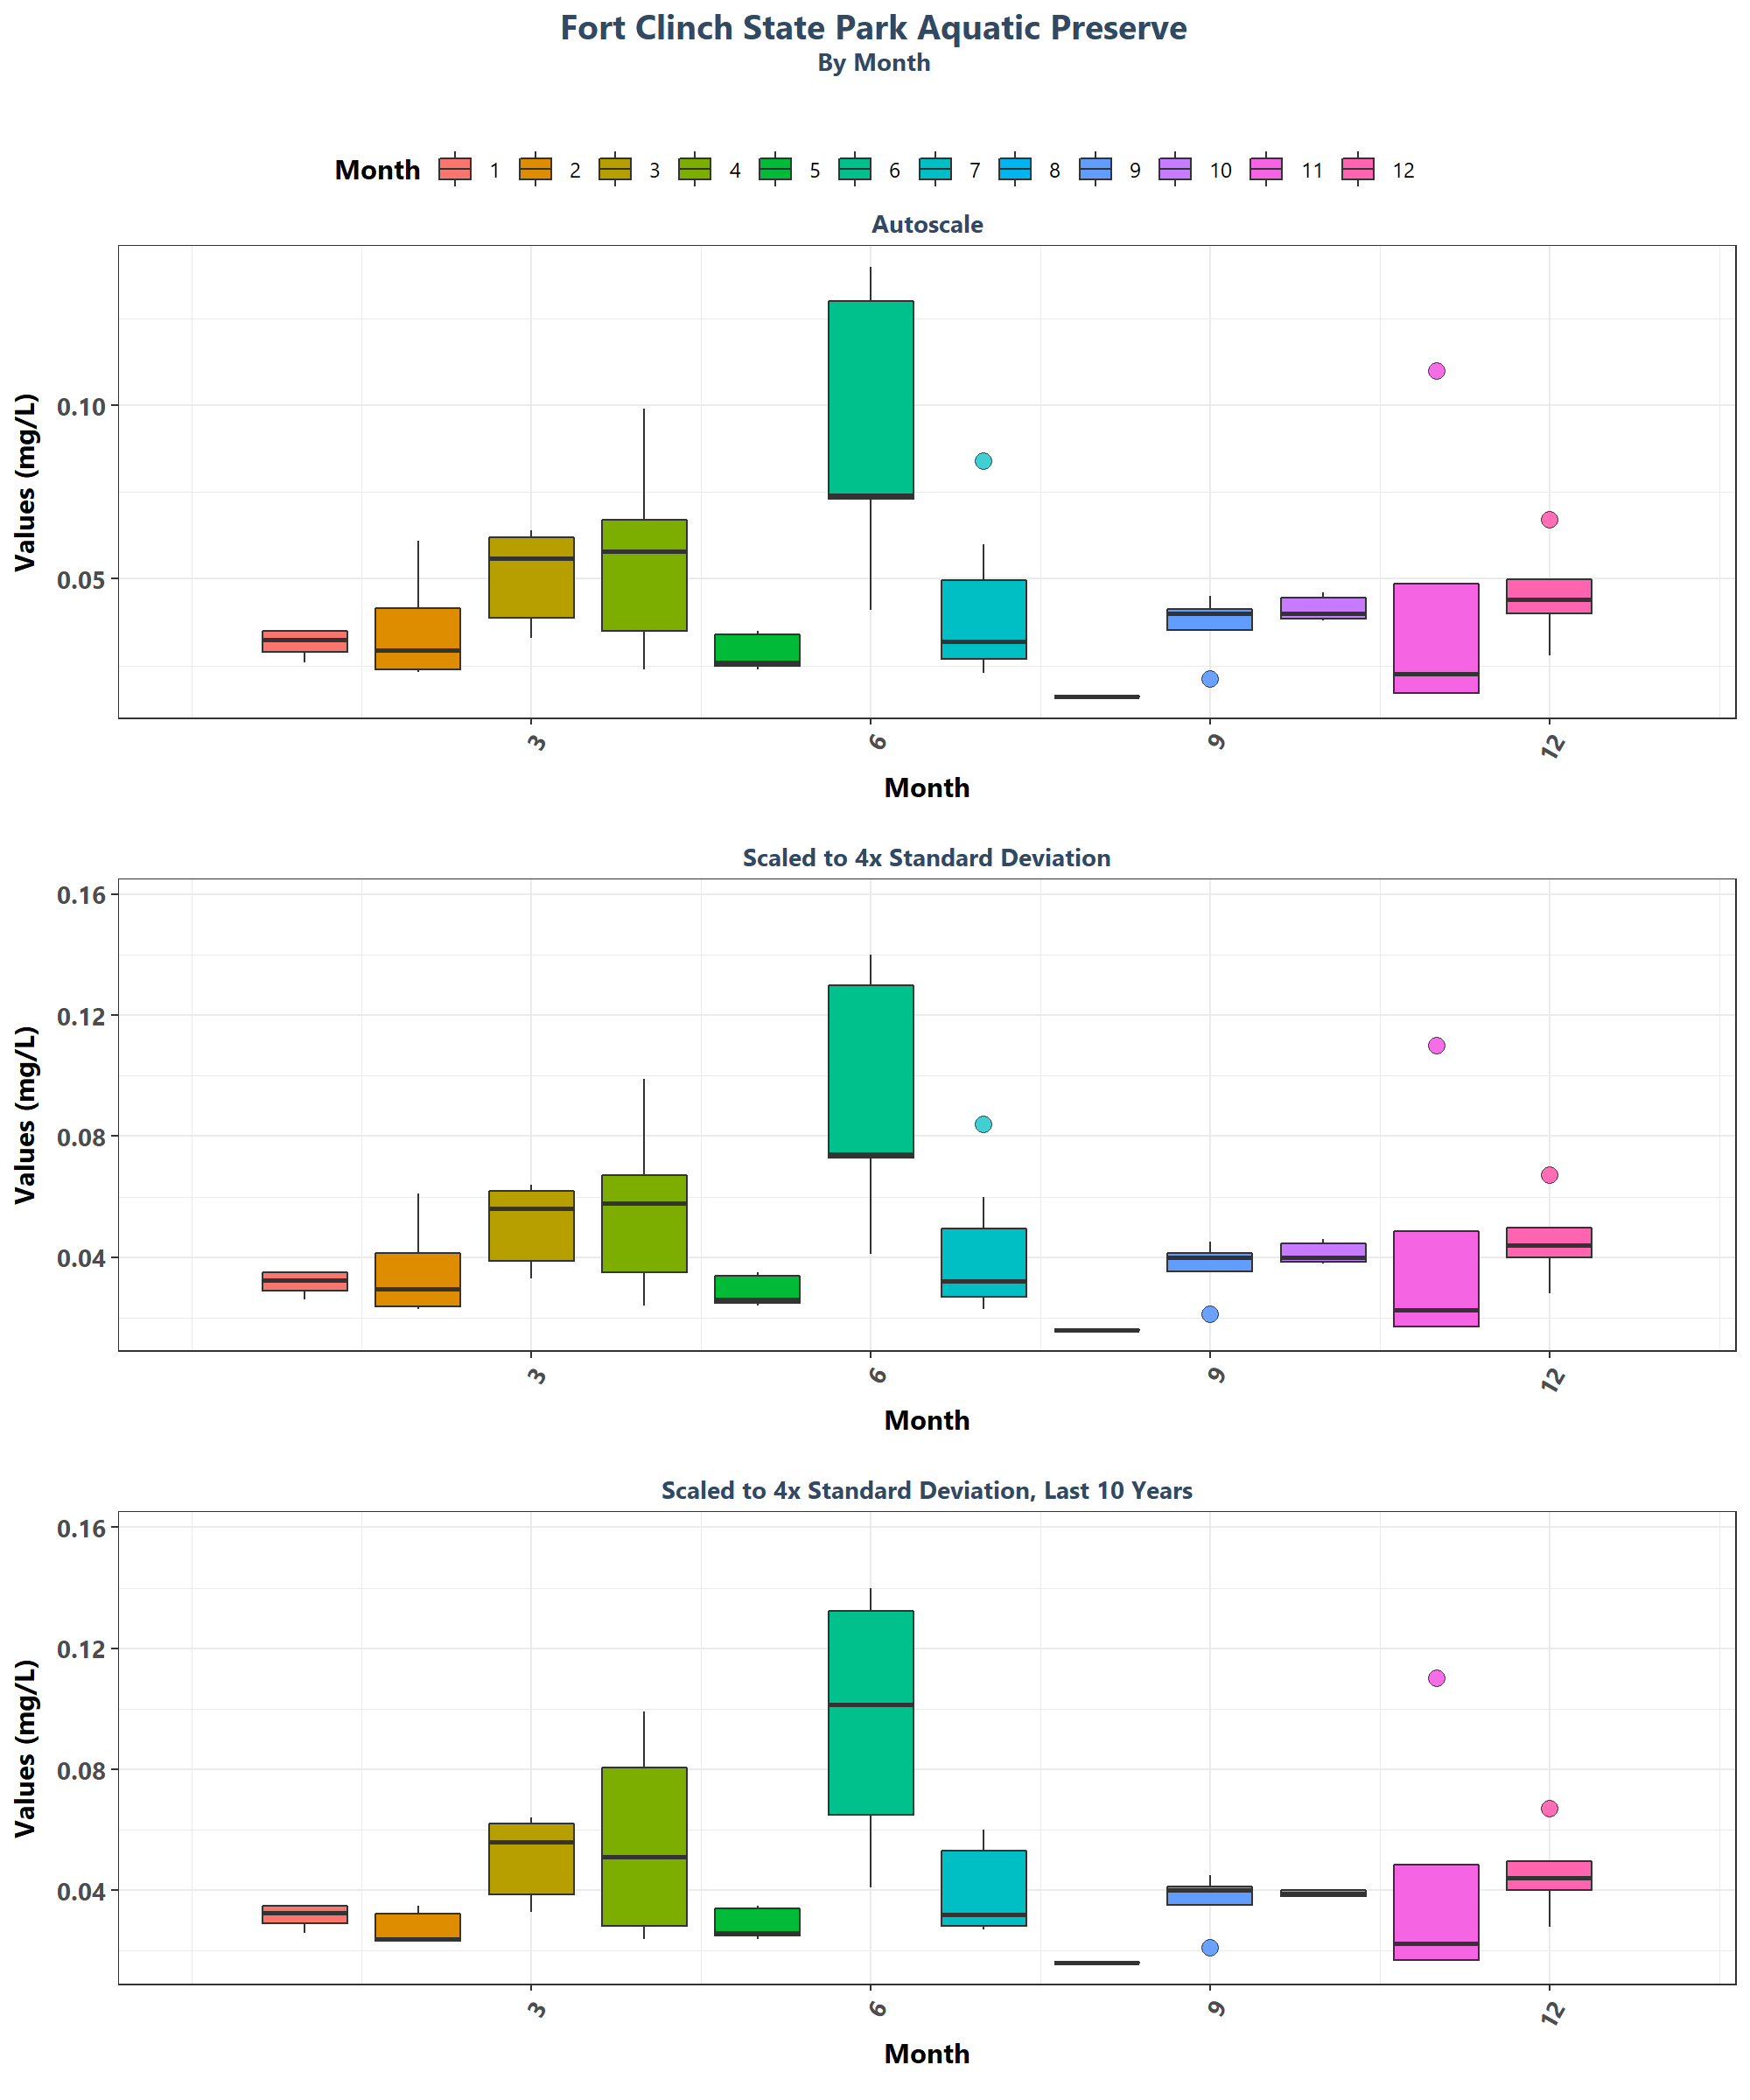 Fort Clinch State Park Aquatic Preserve
By Month
Month 1 2 3 4 5 6 7 8 9 10 11 12
Autoscale
Values (mg/L)
0.10
0.05
3 6 9 12
Month
Scaled to 4x Standard Deviation
Values (mg/L)
0.16
0.12
0.08
0.04
3 6 9 12
Month
Scaled to 4x Standard Deviation, Last 10 Years
Values (mg/L)
0.16
0.12
0.08
0.04
3 6 9 12
Month